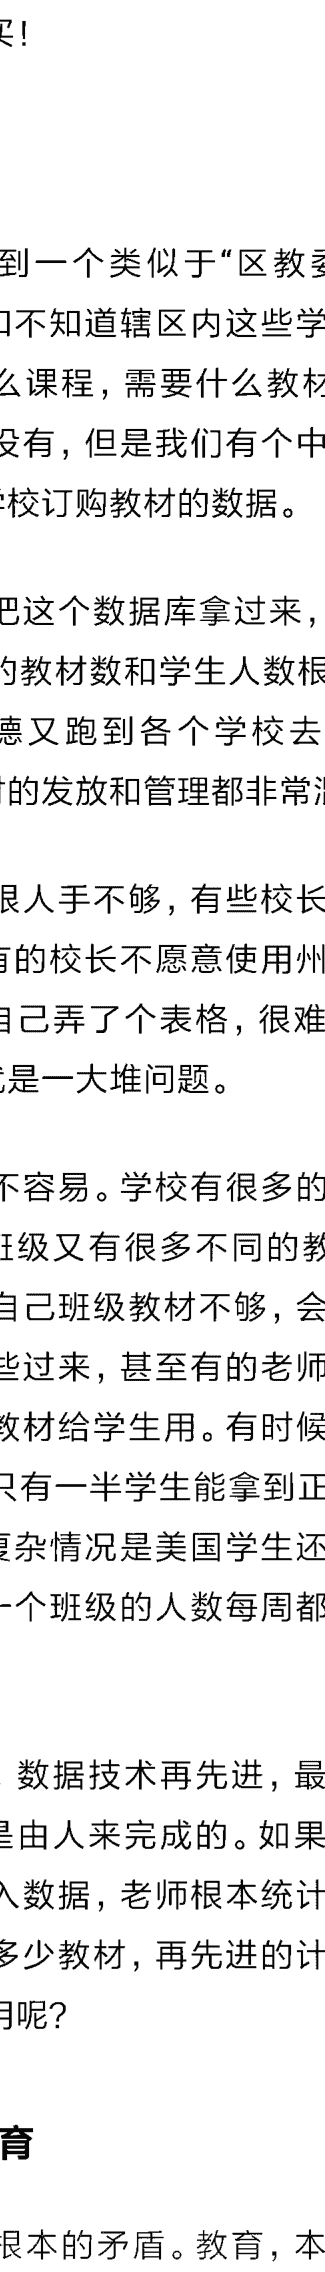 买!
到一个类似于“区教委
不知道辖区内这些学
么课程，需要什么教材
没有，但是我们有个中
学校订购教材的数据。
把这个数据库拿过来，
的教材数和学生人数根
德又跑到各个学校去
的发放和管理都非常混
很人手不够，有些校长
有的校长不愿意使用州
自己弄了个表格，很难
就是一大堆问题。
不容易。学校有很多的
班级又有很多不同的教
自己班级教材不够，会
些过来，甚至有的老师
教材给学生用。有时候
只有一半学生能拿到正
复杂情况是美国学生还
一个班级的人数每周都
数据技术再先进，最
是由人来完成的。如果
入数据，老师根本统计
多少教材，再先进的计
用呢?
育
根本的矛盾。教育，本